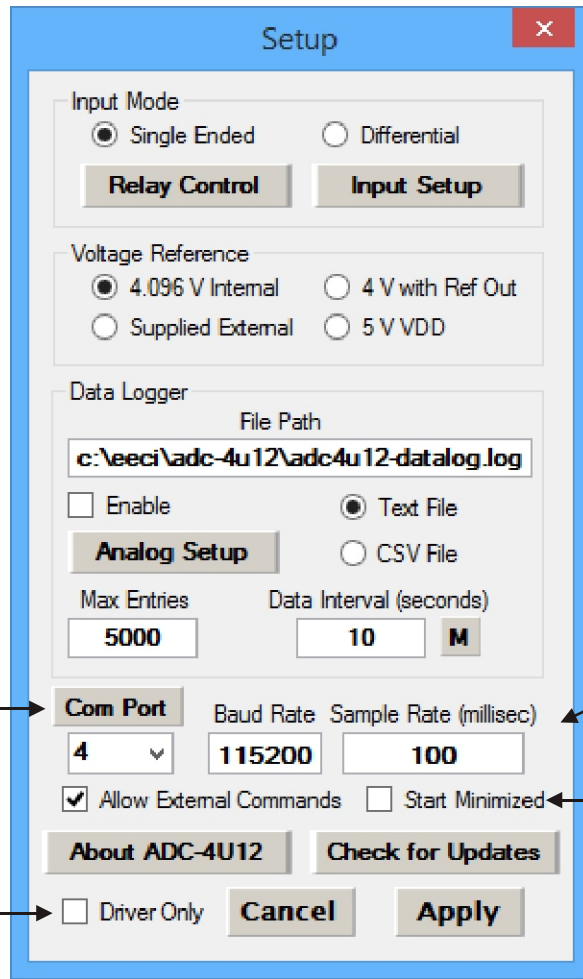 Setup
Input Mode
Single Ended Differential
Relay Control Input Setup
Voltage Reference
4.096 V Internal 4 V with Ref Out
Supplied External 5 V VDD
Data Logger
File Path
c:\eeci\adc-4u12\adc4u12-datalog.log
Enable Text File
Analog Setup CSV File
Max Entries Data Interval (seconds)
5000 10 M
Com Port Baud Rate Sample Rate (millisec)
4 115200 100
Allow External Commands Start Minimized
About ADC-4U12 Check for Updates
Driver Only Cancel Apply